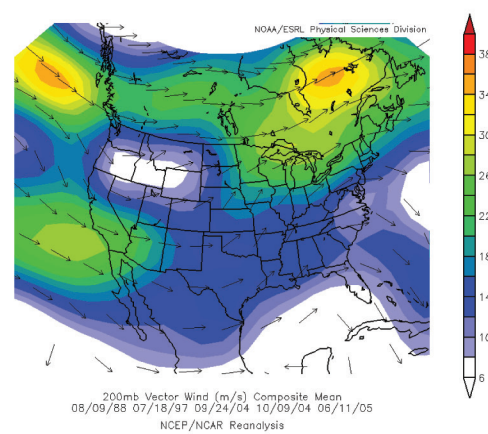 NOAA/ESRL Physical Sciences Division
38
34
30
26
22
18
14
10
6
200mb Vector Wind (m/s) Composite Mean
08/09/88 07/18/97 09/24/04 10/09/04 06/11/05
NCEP/NCAR Reanalysis